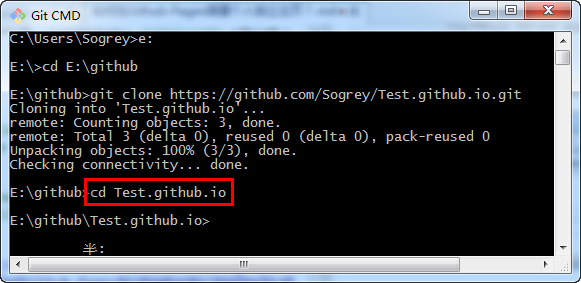 Git CMD
C:\Users\Sogrey>e:
E:\>cd E:\github
E:\github>git clone https://github.com/Sogrey/Test.github.io.git
Cloning into 'Test.github.io'...
remote: Counting objects: 3, done.
remote: Total 3 (delta 0), reused 0 (delta 0), pack-reused 0
Unpacking objects: 100% (3/3), done.
Checking connectivity... done.
E:\github>cd Test.github.io
E:\github\Test.github.io>
半: